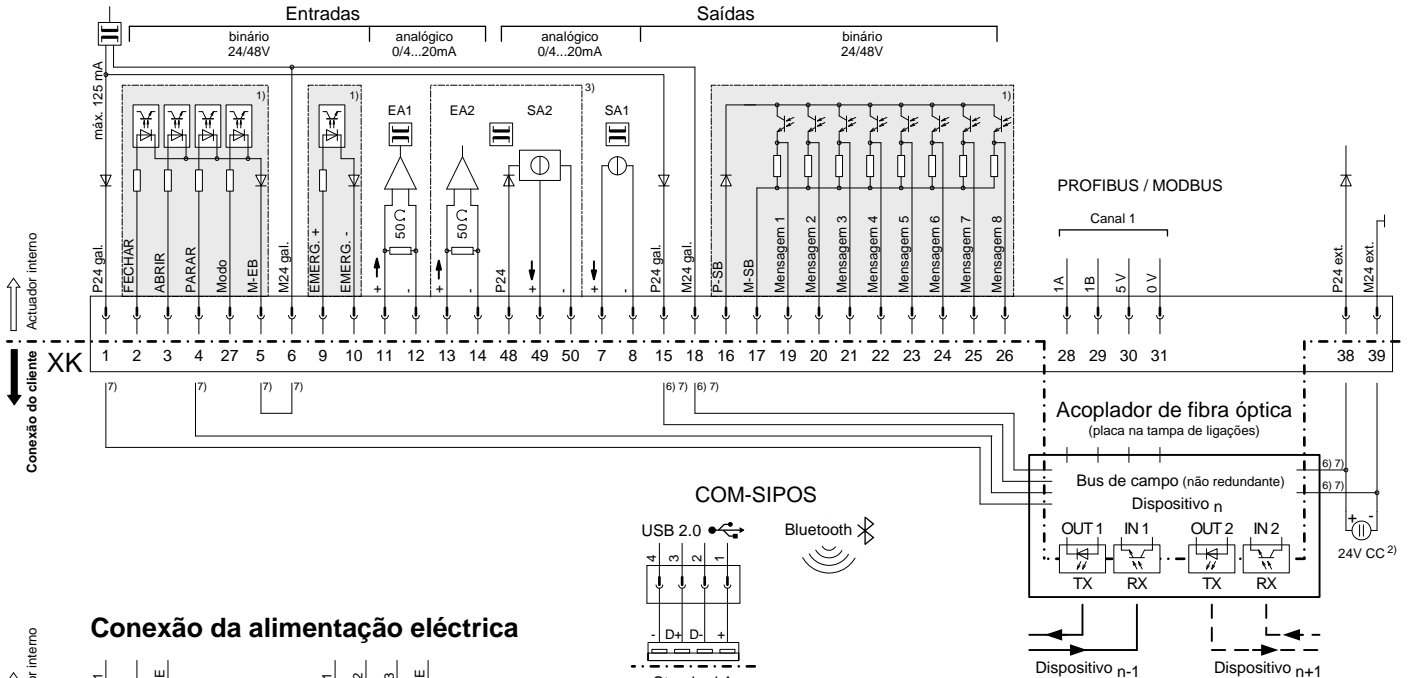 Entradas
Saídas
binário
24/48V
analógico
0/4...20mA
analógico
0/4...20mA
binário
24/48V
máx. 125 mA
1)
1)
3)
1)
EA1
EA2
SA2
SA1
50Ω
50Ω
PROFIBUS / MODBUS
Canal 1
Actuador interno
P24 gal.
FECHAR
ABRIR
PARAR
Modo
M-EB
M24 gal.
EMERG. +
EMERG. -
+
-
+
-
P24
+
-
+
-
P24 gal.
M24 gal.
P-SB
M-SB
Mensagem 1
Mensagem 2
Mensagem 3
Mensagem 4
Mensagem 5
Mensagem 6
Mensagem 7
Mensagem 8
1A
1B
5 V
0 V
P24 ext.
M24 ext.
Conexão do cliente
XK
1 2 3 4 27 5 6 9 10 11 12 13 14 48 49 50 7 8 15 18 16 17 19 20 21 22 23 24 25 26 28 29 30 31 38 39
7) 7) 7) 7) 6) 7) 6) 7)
Acoplador de fibra óptica
(placa na tampa de ligações)
Bus de campo (não redundante)
Dispositivo n
6) 7)
6) 7)
OUT 1 IN 1 OUT 2 IN 2
TX RX TX RX
+ -
24V CC 2)
Dispositivo n-1
Dispositivo n+1
COM-SIPOS
USB 2.0
Bluetooth
4 3 2 1
- D+ D- +
Conexão da alimentação eléctrica